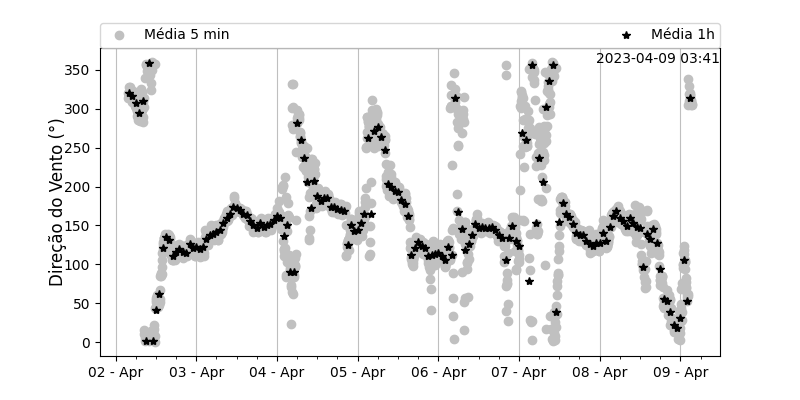 Média 5 min
Média 1h
2023-04-09 03:41
Direção do Vento (°)
350
300
250
200
150
100
50
0
02 - Apr
03 - Apr
04 - Apr
05 - Apr
06 - Apr
07 - Apr
08 - Apr
09 - Apr